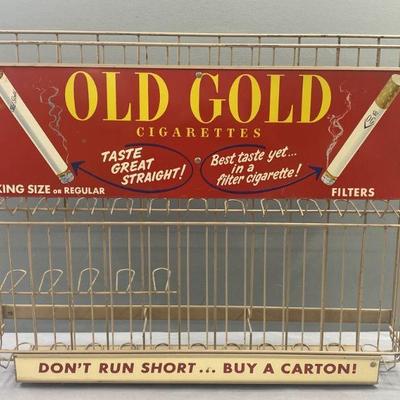 OLD GOLD
CIGARETTES
TASTE
GREAT
STRAIGHT!
Best taste yet...
in a
filter cigarette!
KING SIZE OR REGULAR
FILTERS
DON'T RUN SHORT... BUY A CARTON!